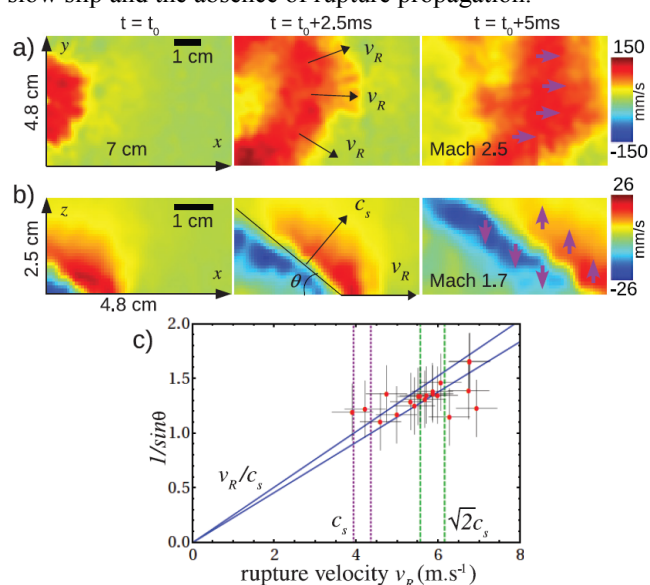 slow slip and the absence of rupture propagation.
t = t₀ t = t₀+2.5ms t = t₀+5ms
a) y 1 cm v_R v_R v_R 150
4.8 cm mm/s
7 cm x Mach 2.5 -150
b) z 1 cm c_s 26
2.5 cm θ v_R mm/s
4.8 cm x Mach 1.7 -26
c) 2.0
1.5
1.0
0.5
0.0
1/sinθ
v_R/c_s
c_s √2c_s
0 2 4 6 8
rupture velocity v_R (m.s⁻¹)